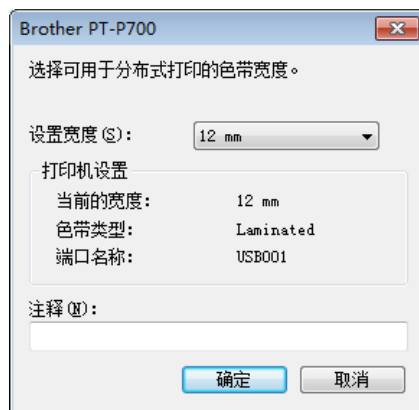 Brother PT-P700
选择可用于分布式打印的色带宽度。
设置宽度(S): 12 mm
打印机设置
当前的宽度: 12 mm
色带类型: Laminated
端口名称: USB001
注释(N):
确定 取消